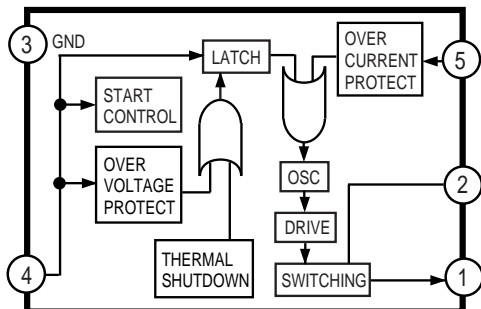 3
GND
LATCH
OVER
CURRENT
PROTECT
5
START
CONTROL
OVER
VOLTAGE
PROTECT
OSC
2
DRIVE
THERMAL
SHUTDOWN
SWITCHING
4
1